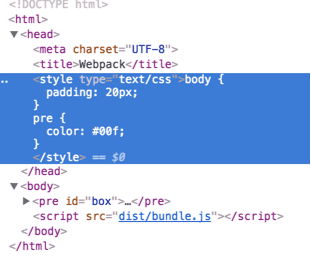 <!DOCTYPE html>
<html>
▼<head>
<meta charset="UTF-8">
<title>Webpack</title>
… <style type="text/css">body {
padding: 20px;
}
pre {
color: #00f;
}
</style> == $0
</head>
▼<body>
▶<pre id="box">…</pre>
<script src="dist/bundle.js"></script>
</body>
</html>